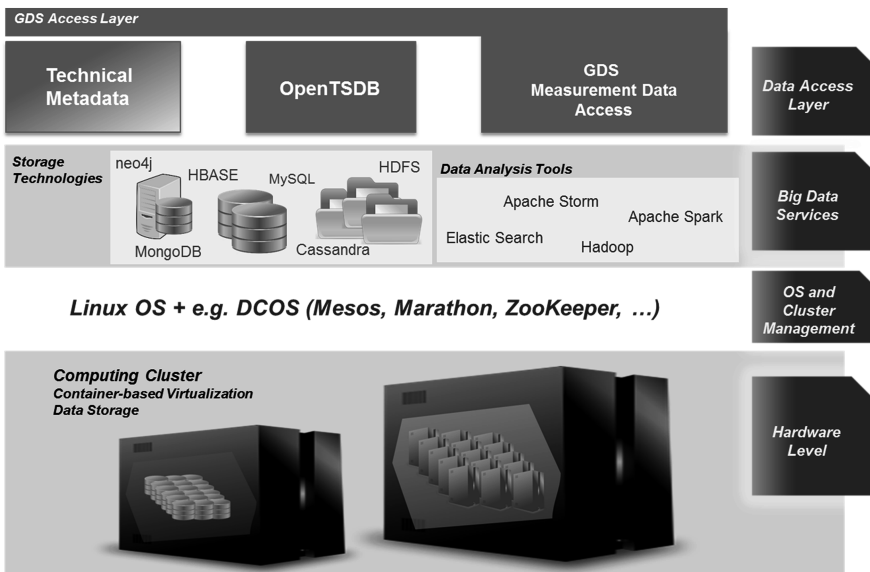 GDS Access Layer
Technical
Metadata
OpenTSDB
GDS
Measurement Data
Access
Data Access
Layer
Storage
Technologies
neo4j
HBASE
MySQL
HDFS
MongoDB
Cassandra
Data Analysis Tools
Apache Storm
Apache Spark
Elastic Search
Hadoop
Big Data
Services
Linux OS + e.g. DCOS (Mesos, Marathon, ZooKeeper, …)
OS and
Cluster
Management
Computing Cluster
Container-based Virtualization
Data Storage
Hardware
Level